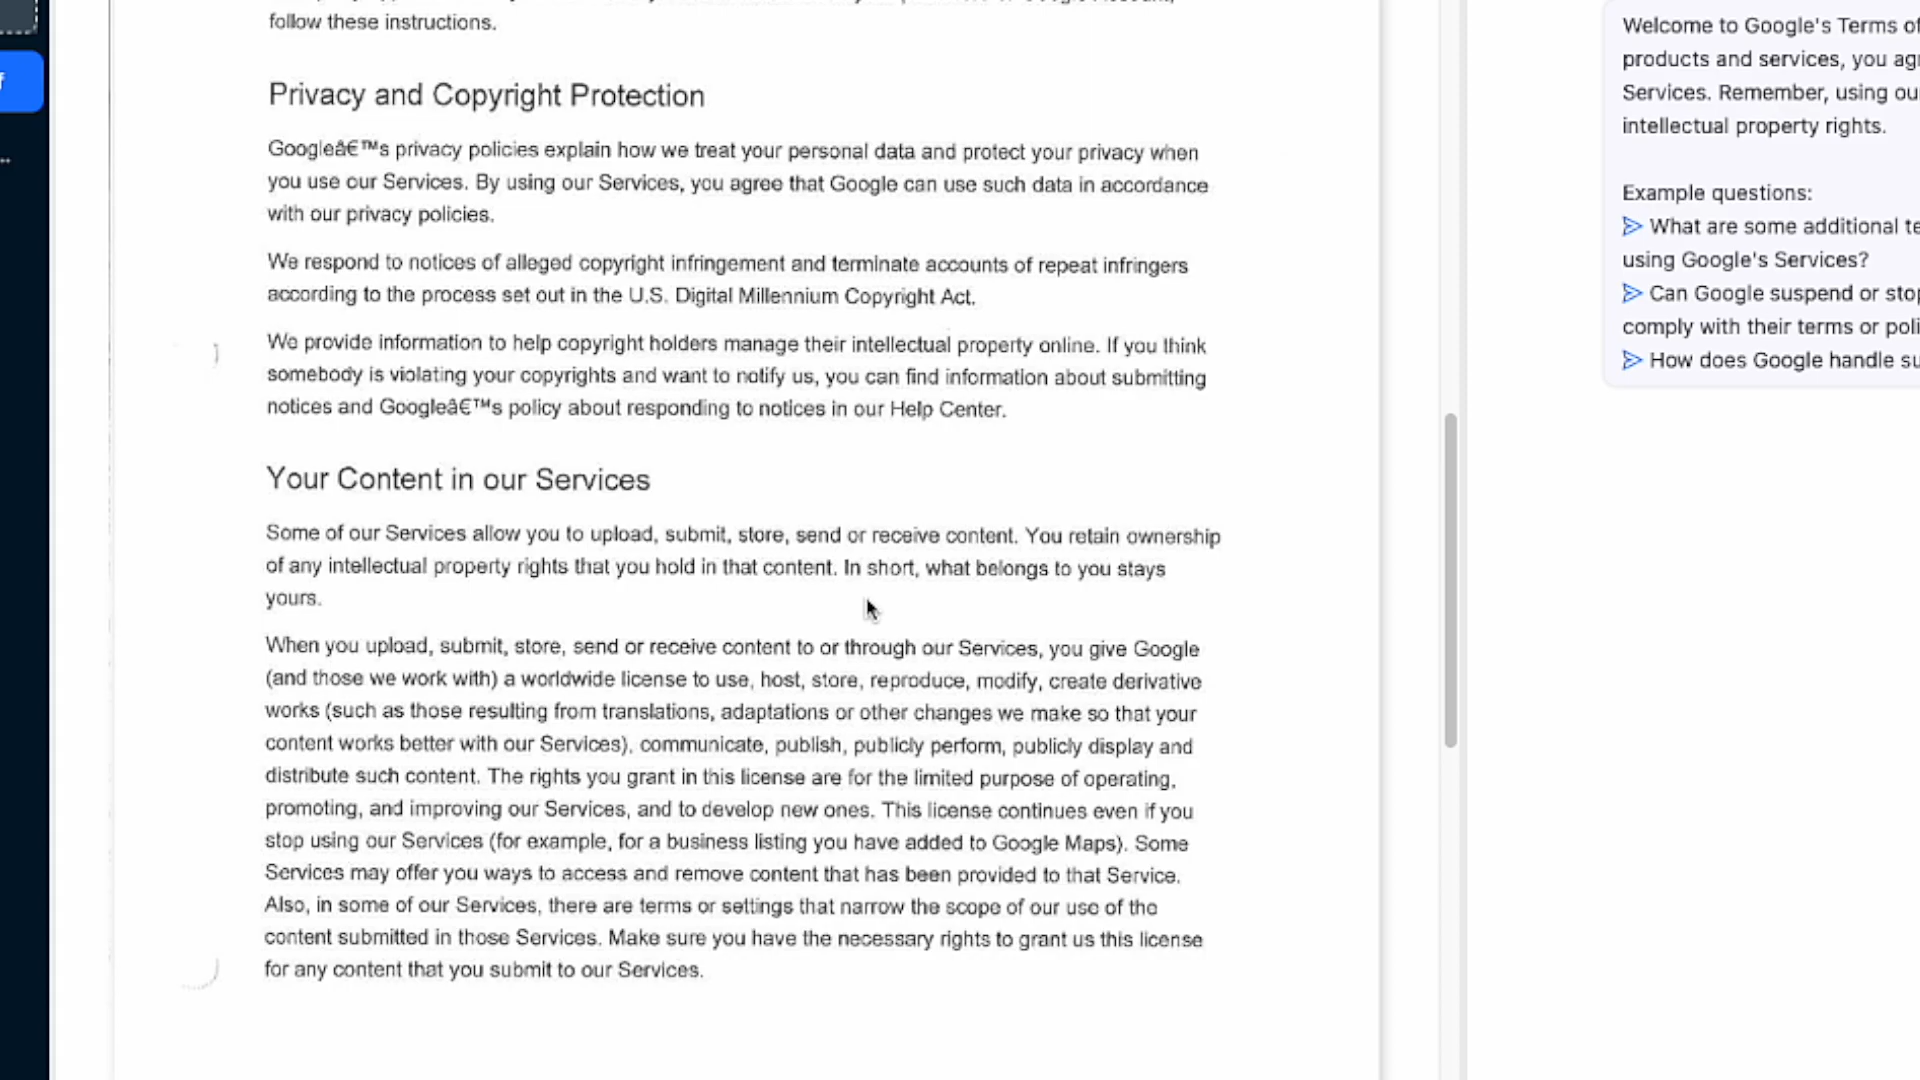 follow these instructions.
Privacy and Copyright Protection
Googleâ€™s privacy policies explain how we treat your personal data and protect your privacy when
you use our Services. By using our Services, you agree that Google can use such data in accordance
with our privacy policies.
We respond to notices of alleged copyright infringement and terminate accounts of repeat infringers
according to the process set out in the U.S. Digital Millennium Copyright Act.
We provide information to help copyright holders manage their intellectual property online. If you think
somebody is violating your copyrights and want to notify us, you can find information about submitting
notices and Googleâ€™s policy about responding to notices in our Help Center.
Your Content in our Services
Some of our Services allow you to upload, submit, store, send or receive content. You retain ownership
of any intellectual property rights that you hold in that content. In short, what belongs to you stays
yours.
When you upload, submit, store, send or receive content to or through our Services, you give Google
(and those we work with) a worldwide license to use, host, store, reproduce, modify, create derivative
works (such as those resulting from translations, adaptations or other changes we make so that your
content works better with our Services), communicate, publish, publicly perform, publicly display and
distribute such content. The rights you grant in this license are for the limited purpose of operating,
promoting, and improving our Services, and to develop new ones. This license continues even if you
stop using our Services (for example, for a business listing you have added to Google Maps). Some
Services may offer you ways to access and remove content that has been provided to that Service.
Also, in some of our Services, there are terms or settings that narrow the scope of our use of the
content submitted in those Services. Make sure you have the necessary rights to grant us this license
for any content that you submit to our Services.
Welcome to Google's Terms of
products and services, you
Services. Remember, using
intellectual property rights.
Example questions:
What are some additional
using Google's Services?
Can Google suspend or
comply with their terms or
How does Google handle